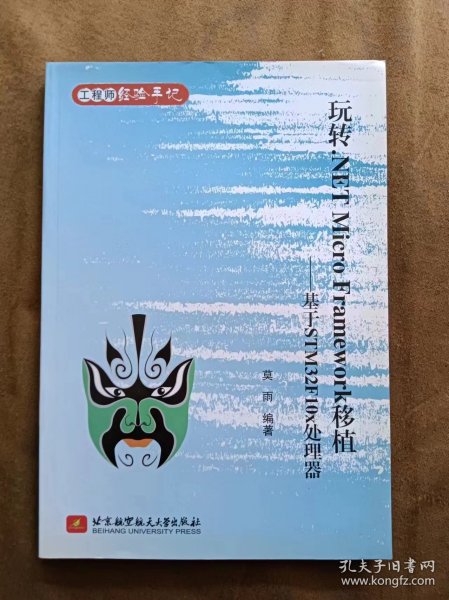 工程师经验手记
玩转.NET Micro Framework移植
——基于STM32F10x处理器
莫雨 编著
北京航空航天大学出版社
BEIHANG UNIVERSITY PRESS
孔夫子旧书网
www.kongfz.com